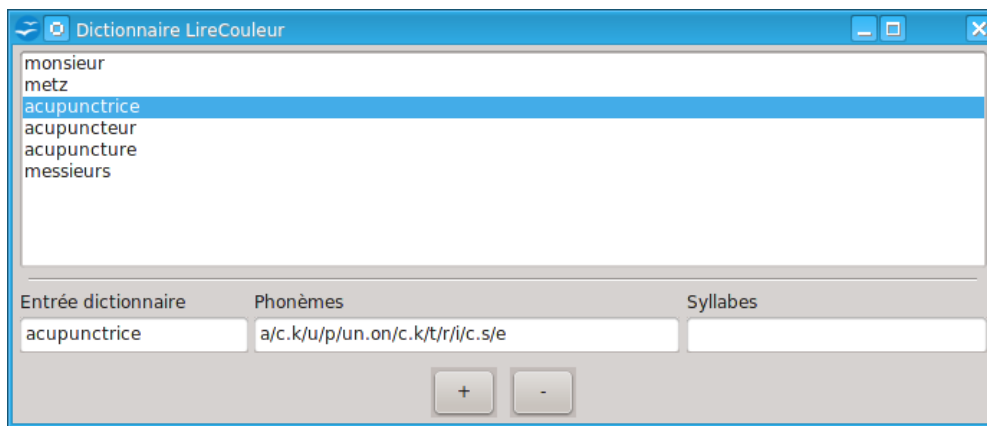 Dictionnaire LireCouleur
monsieur
metz
acupunctrice
acupuncteur
acupuncture
messieurs
Entrée dictionnaire Phonèmes Syllabes
acupunctrice a/c.k/u/p/un.on/c.k/t/r/i/c.s/e
+ -